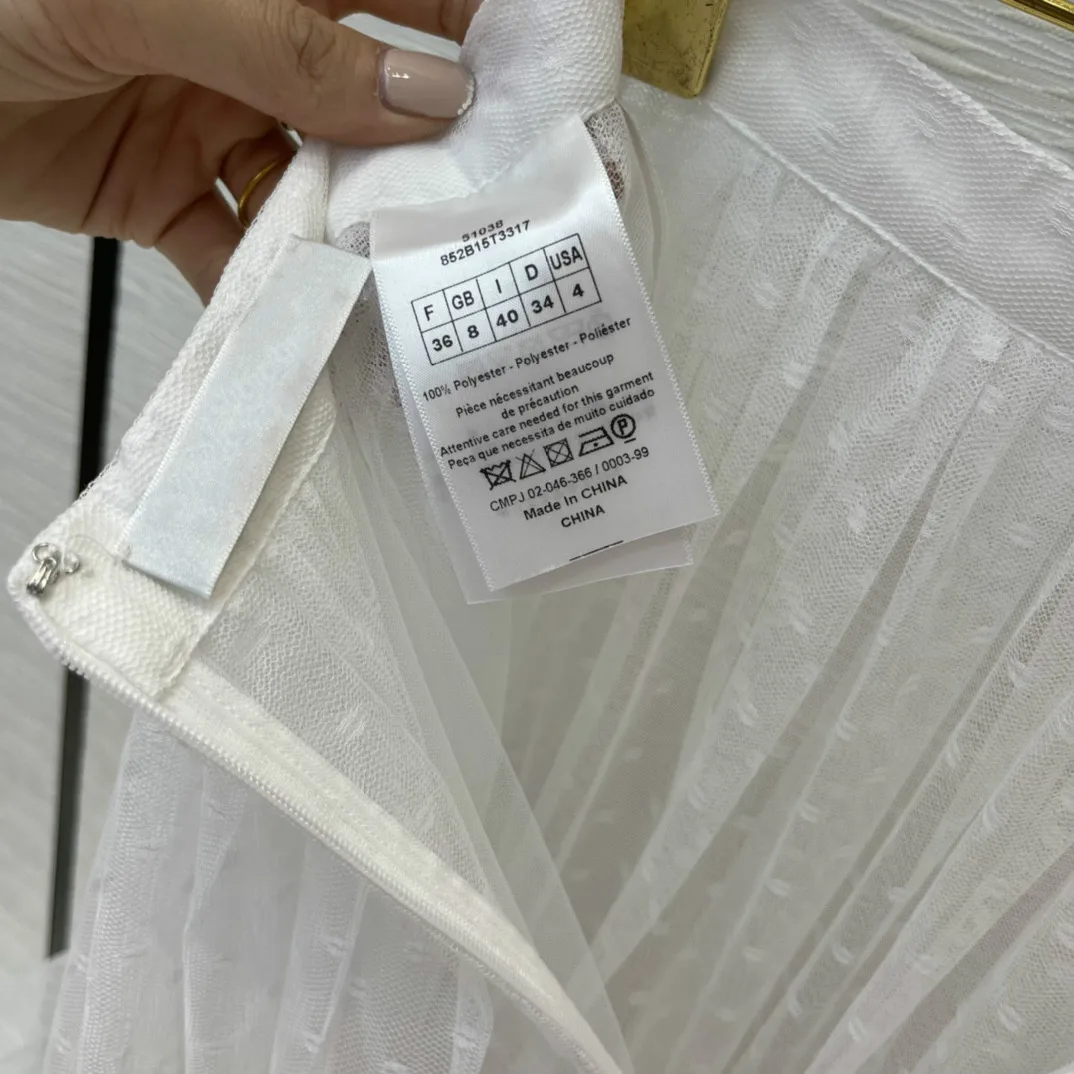 51038
852B15T3317
F GB I D USA
36 8 40 34 4
100% Polyester - Polyester - Poliéster
Pièce nécessitant beaucoup
de précaution
Attentive care needed for this garment
Peça que necessita de muito cuidado
P
CMPJ.02-046-366 / 0003-99
Made In CHINA
CHINA